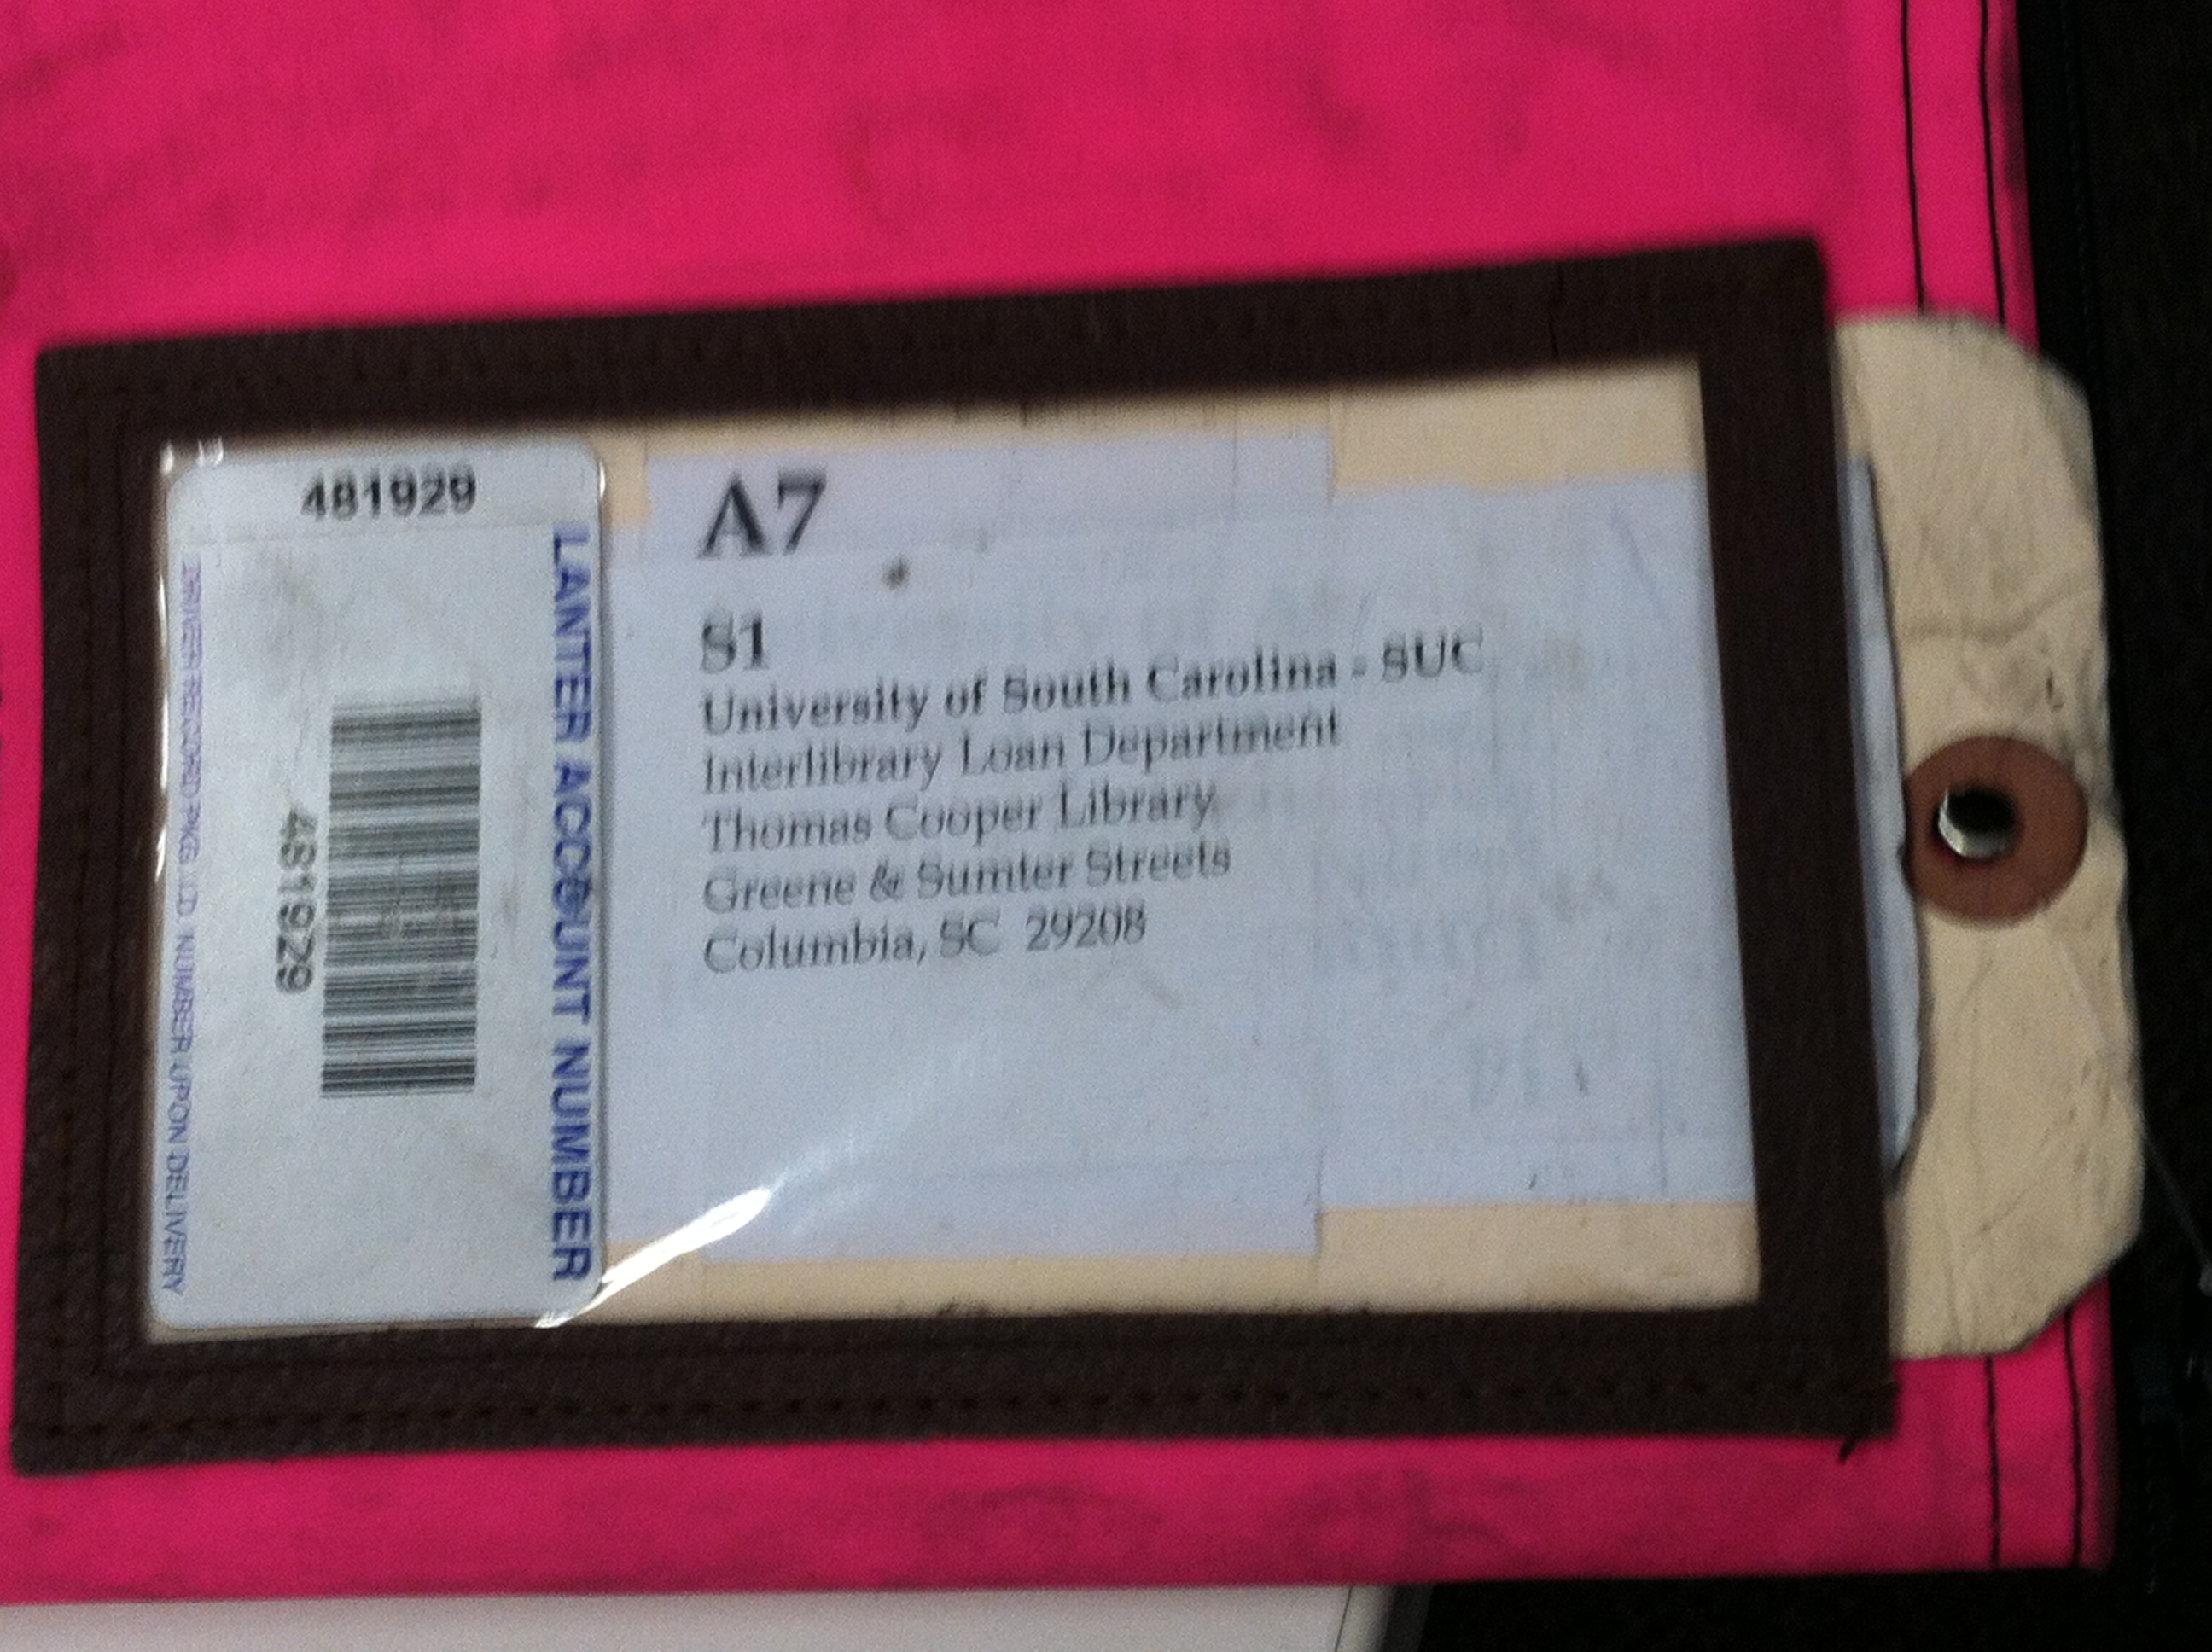 481929
LANTER ACCOUNT NUMBER
481929
DRIVER RECORD PKGS. I.D. NUMBER UPON DELIVERY
A7
S1
University of South Carolina - SUC
Interlibrary Loan Department
Thomas Cooper Library
Greene & Sumter Streets
Columbia, SC 29208